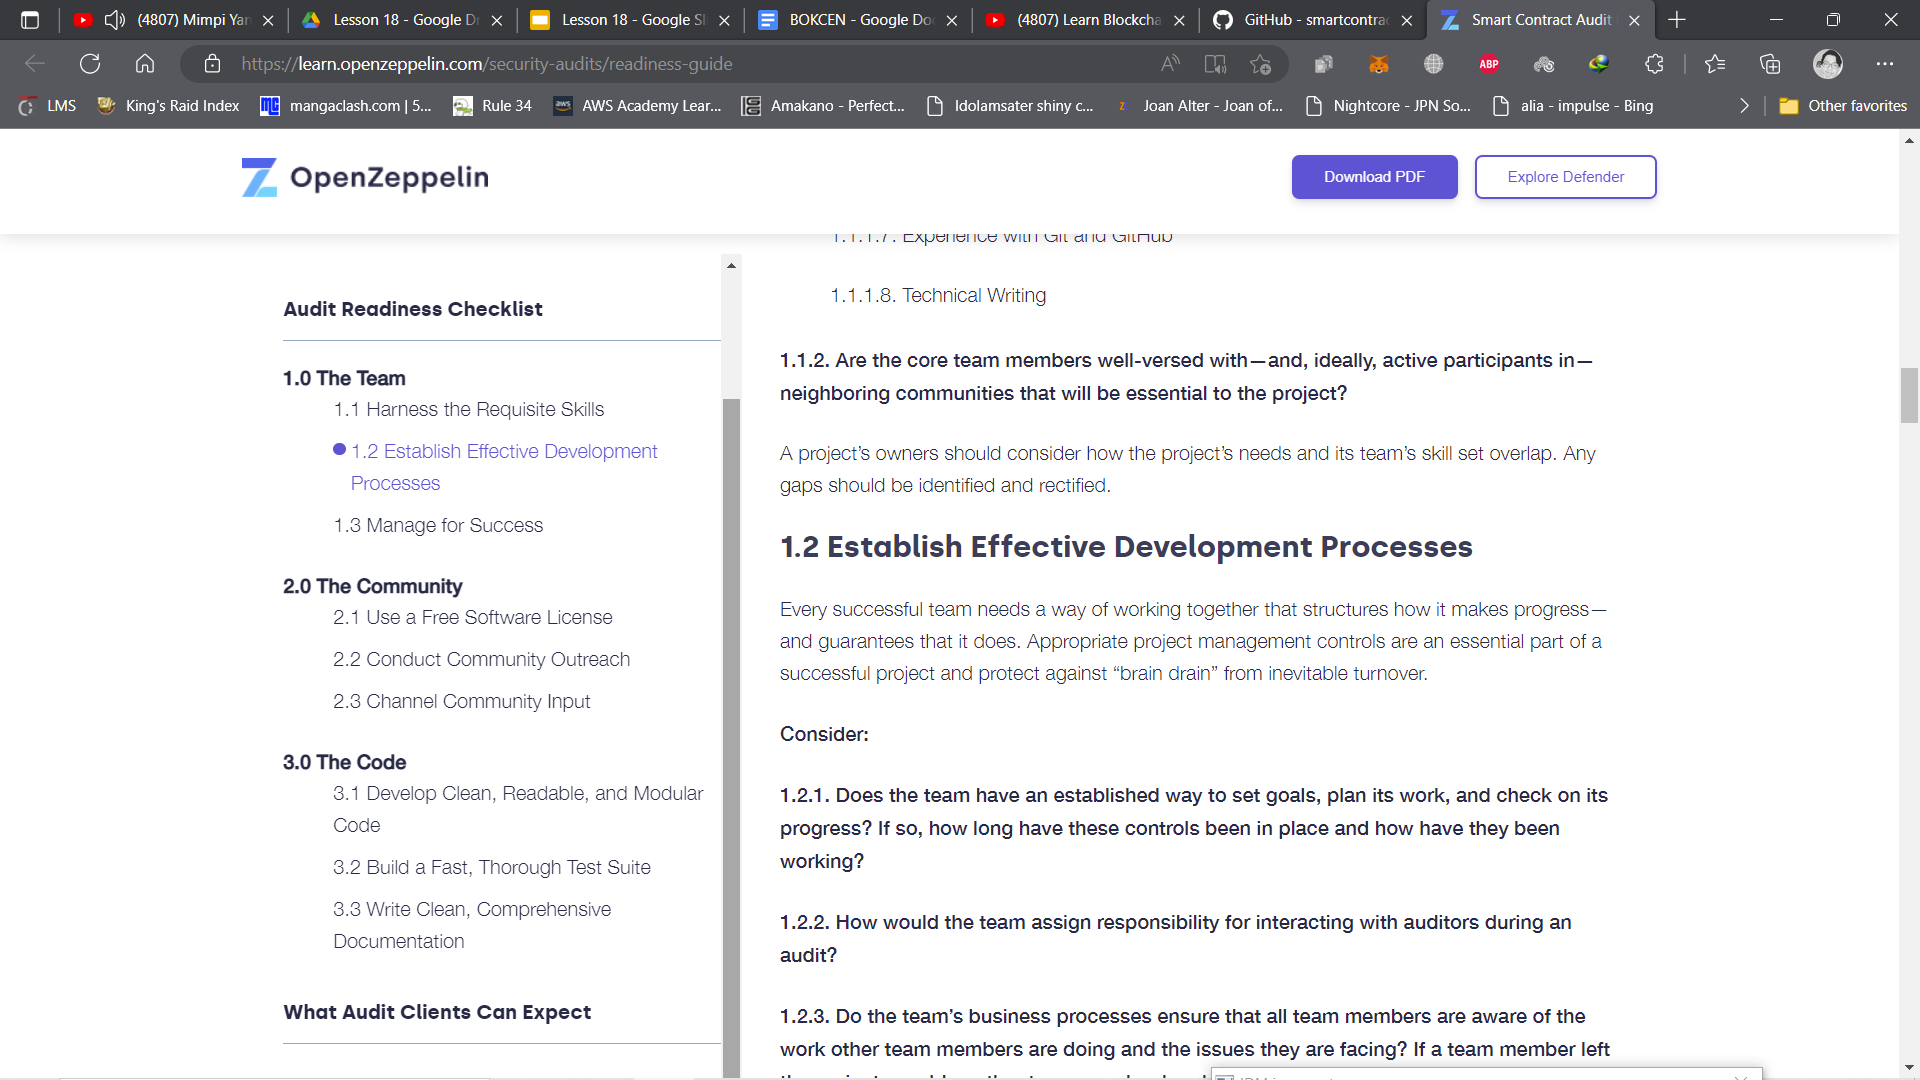 (4807) Mimpi Yan
Lesson 18 - Google Dr
Lesson 18 - Google Sl
BOKCEN - Google Doc
(4807) Learn Blockcha
GitHub - smartcontrac
Smart Contract Audit
https://learn.openzeppelin.com/security-audits/readiness-guide
ABP
LMS
King's Raid Index
mangaclash.com | 5...
Rule 34
AWS Academy Lear...
Amakano - Perfect...
Idolamsater shiny c...
Joan Alter - Joan of...
Nightcore - JPN So...
alia - impulse - Bing
Other favorites
OpenZeppelin
Download PDF
Explore Defender
Audit Readiness Checklist
1.0 The Team
1.1 Harness the Requisite Skills
1.2 Establish Effective Development
Processes
1.3 Manage for Success
2.0 The Community
2.1 Use a Free Software License
2.2 Conduct Community Outreach
2.3 Channel Community Input
3.0 The Code
3.1 Develop Clean, Readable, and Modular
Code
3.2 Build a Fast, Thorough Test Suite
3.3 Write Clean, Comprehensive
Documentation
What Audit Clients Can Expect
1.1.1.7. Experience with Git and GitHub
1.1.1.8. Technical Writing
1.1.2. Are the core team members well-versed with—and, ideally, active participants in—
neighboring communities that will be essential to the project?
A project’s owners should consider how the project’s needs and its team’s skill set overlap. Any
gaps should be identified and rectified.
1.2 Establish Effective Development Processes
Every successful team needs a way of working together that structures how it makes progress—
and guarantees that it does. Appropriate project management controls are an essential part of a
successful project and protect against “brain drain” from inevitable turnover.
Consider:
1.2.1. Does the team have an established way to set goals, plan its work, and check on its
progress? If so, how long have these controls been in place and how have they been
working?
1.2.2. How would the team assign responsibility for interacting with auditors during an
audit?
1.2.3. Do the team’s business processes ensure that all team members are aware of the
work other team members are doing and the issues they are facing? If a team member left